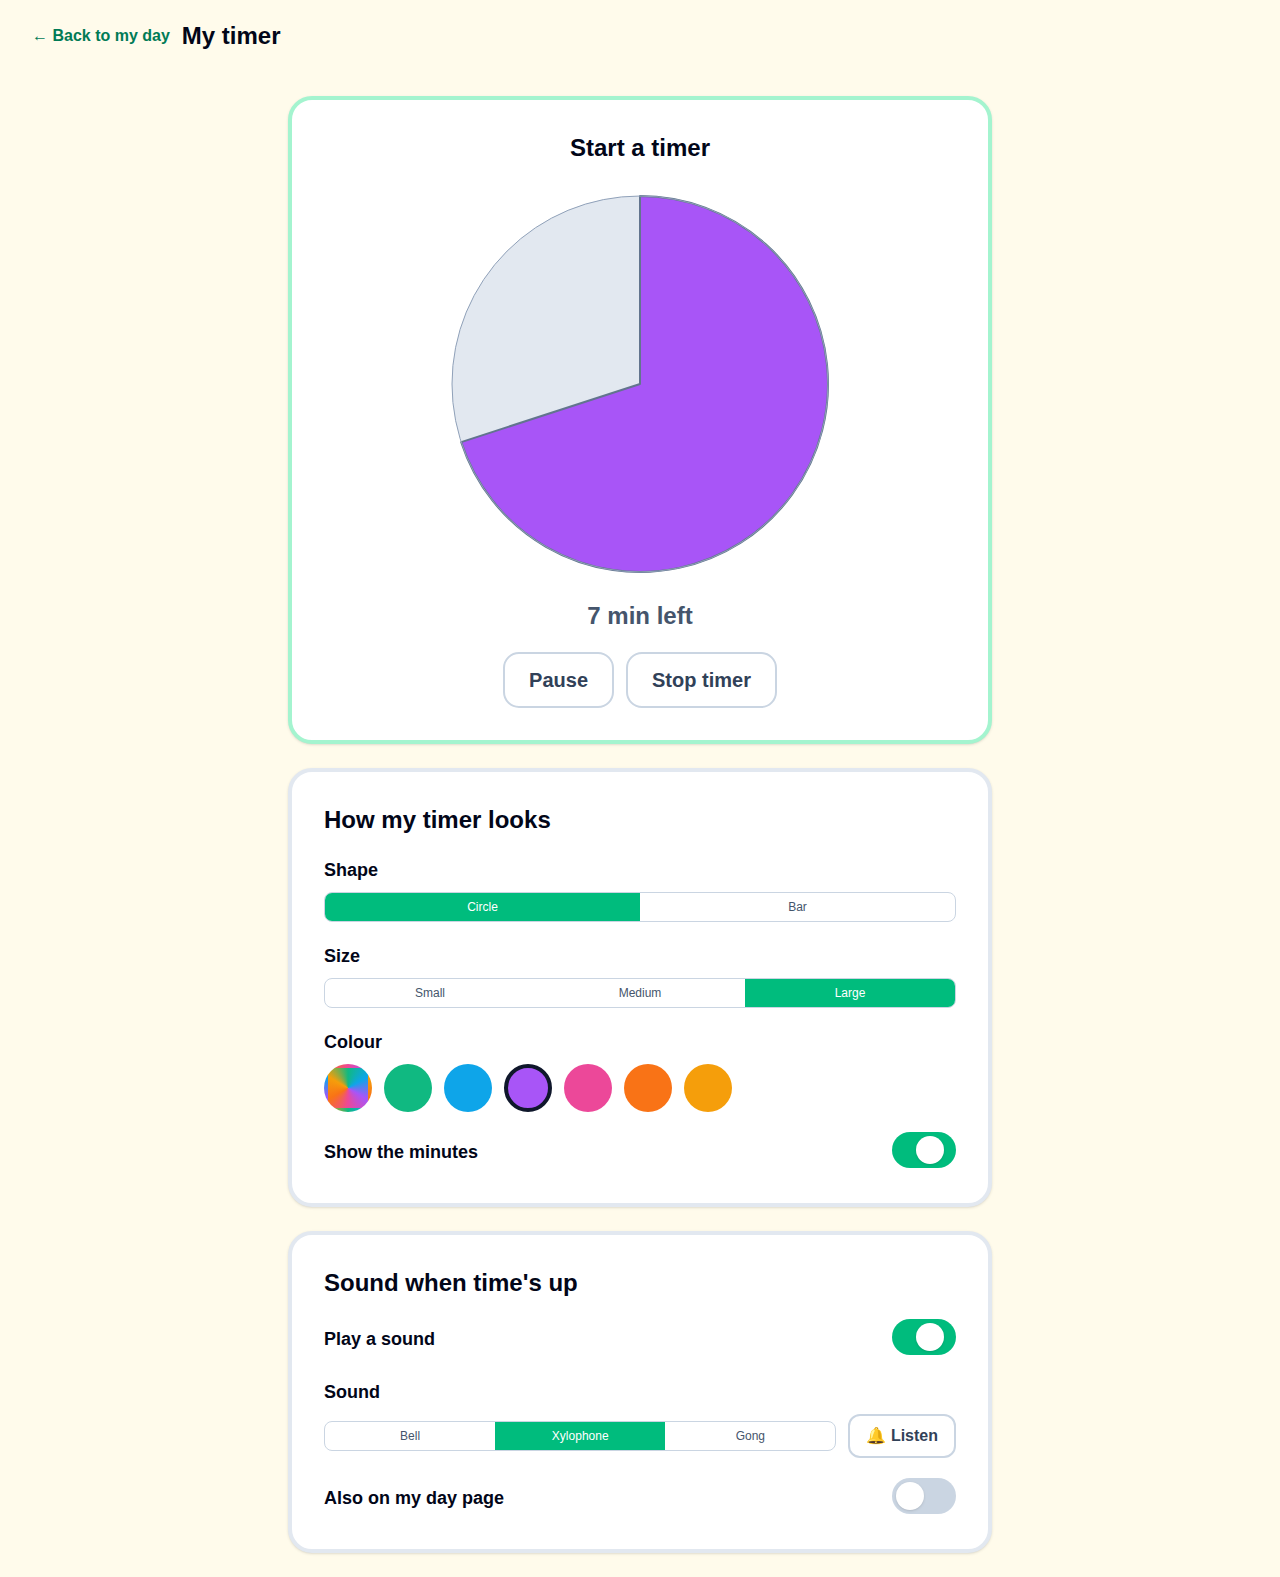 ← Back to my day My timer
Start a timer
7 min left
Pause Stop timer
How my timer looks
Shape
Circle Bar
Size
Small Medium Large
Colour
Show the minutes
Sound when time's up
Play a sound
Sound
Bell Xylophone Gong 🔔 Listen
Also on my day page